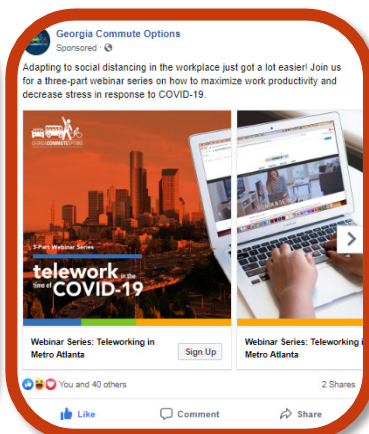 Georgia Commute Options
Sponsored ·
Adapting to social distancing in the workplace just got a lot easier! Join us
for a three-part webinar series on how to maximize work productivity and
decrease stress in response to COVID-19.
GEORGIA COMMUTE OPTIONS
3-Part Webinar Series
telework in the
time of COVID-19
Webinar Series: Teleworking in
Metro Atlanta
Sign Up
Webinar Series: Teleworking
Metro Atlanta
You and 40 others
2 Shares
Like
Comment
Share